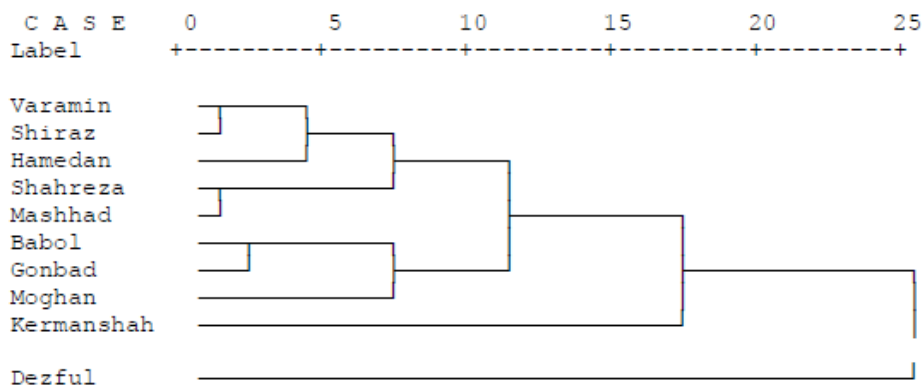 C A S E 0 5 10 15 20 25
Label +---------+---------+---------+---------+---------+
Varamin
Shiraz
Hamedan
Shahreza
Mashhad
Babol
Gonbad
Moghan
Kermanshah
Dezful